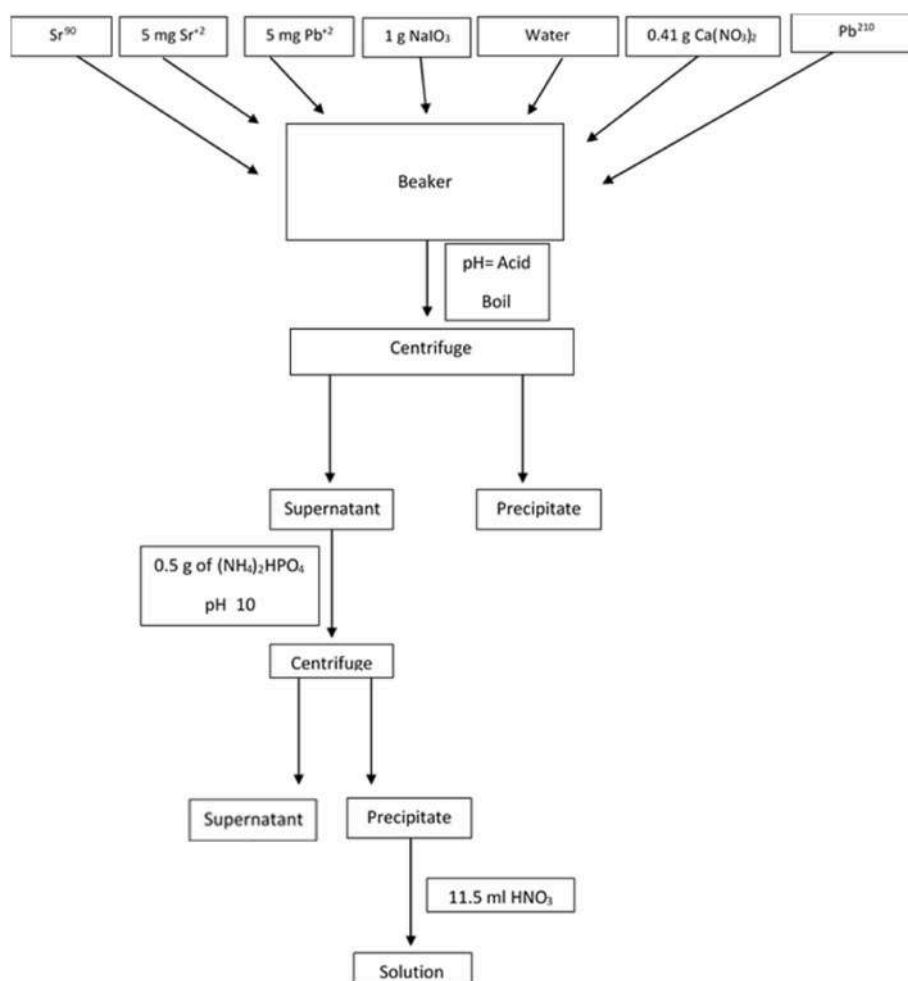 Sr⁹⁰
5 mg Sr⁺²
5 mg Pb⁺²
1 g NaIO₃
Water
0.41 g Ca(NO₃)₂
Pb²¹⁰
Beaker
pH= Acid
Boil
Centrifuge
Supernatant
Precipitate
0.5 g of (NH₄)₂HPO₄
pH 10
Centrifuge
Supernatant
Precipitate
11.5 ml HNO₃
Solution